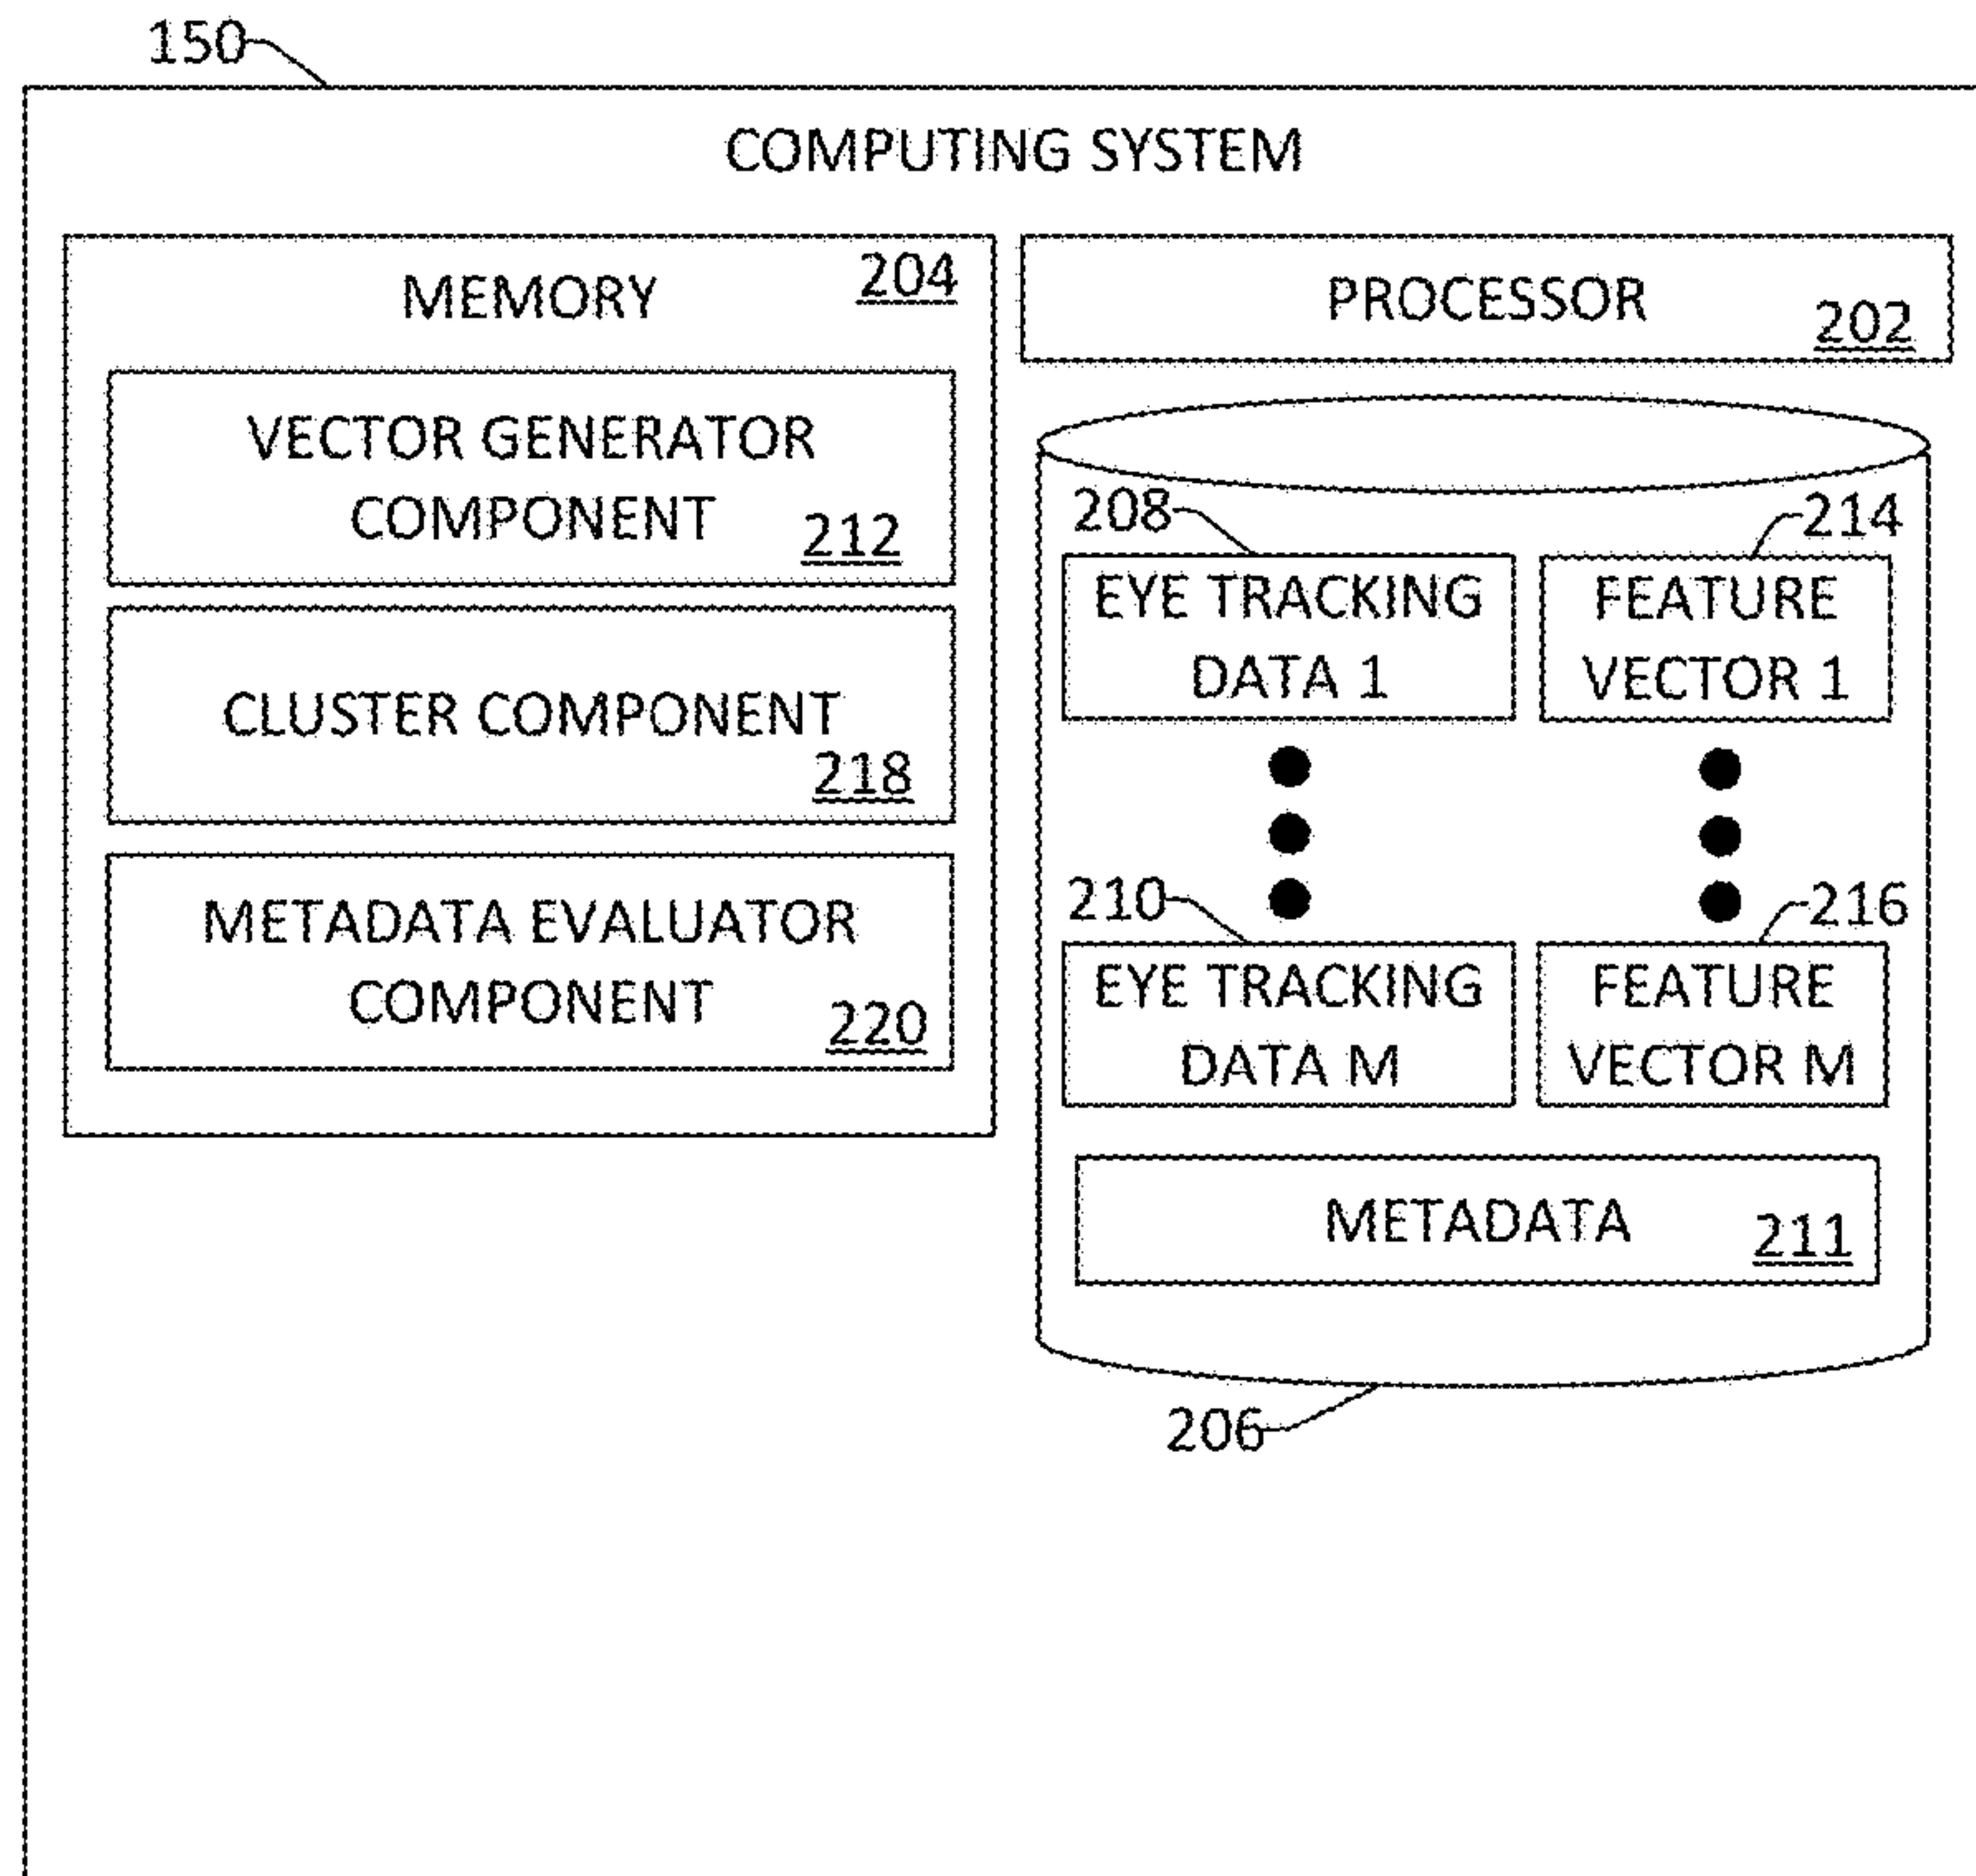 150
COMPUTING SYSTEM
MEMORY 204
VECTOR GENERATOR
COMPONENT 212
CLUSTER COMPONENT
218
METADATA EVALUATOR
COMPONENT 220
PROCESSOR 202
208 214
EYE TRACKING
DATA 1
FEATURE
VECTOR 1
210 216
EYE TRACKING
DATA M
FEATURE
VECTOR M
METADATA 211
206